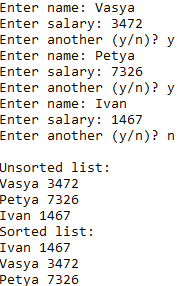 Enter name: Vasya
Enter salary: 3472
Enter another (y/n)? y
Enter name: Petya
Enter salary: 7326
Enter another (y/n)? y
Enter name: Ivan
Enter salary: 1467
Enter another (y/n)? n

Unsorted list:
Vasya 3472
Petya 7326
Ivan 1467
Sorted list:
Ivan 1467
Vasya 3472
Petya 7326